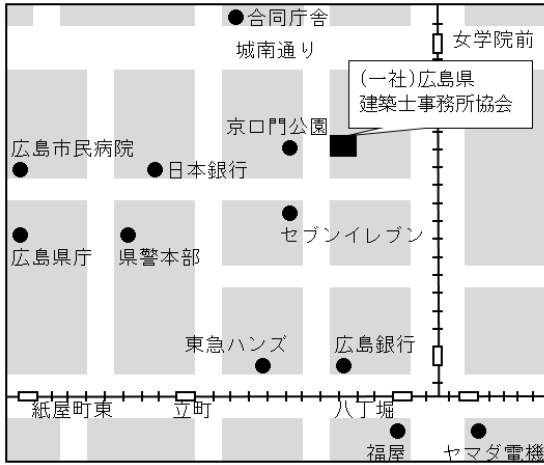 合同庁舎
城南通り
女学院前
(一社)広島県
建築士事務所協会
京口門公園
広島市民病院
日本銀行
セブンイレブン
広島県庁
県警本部
東急ハンズ
広島銀行
紙屋町東
立町
八丁堀
福屋
ヤマダ電機